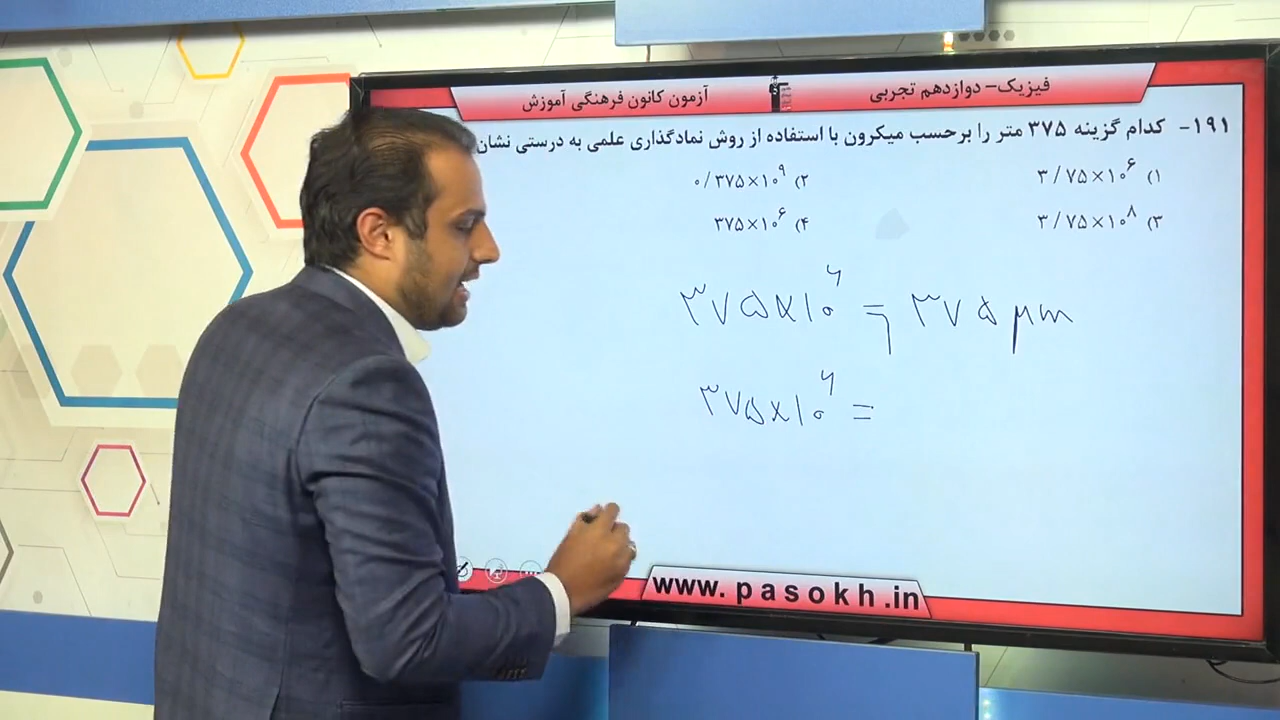 فیزیک- دوازدهم تجربی
آزمون کانون فرهنگی آموزش
۱۹۱- کدام گزینه ۳۷۵ متر را برحسب میکرون با استفاده از روش نمادگذاری علمی به درستی نشان
۱) ۳/۷۵×۱۰^۶
۲) ۰/۳۷۵×۱۰^۹
۳) ۳/۷۵×۱۰^۸
۴) ۳۷۵×۱۰^۶
۳۷۵×۱۰^۶ = ۳۷۵ μm
۳۷۵×۱۰^۶ =
www.pasokh.in